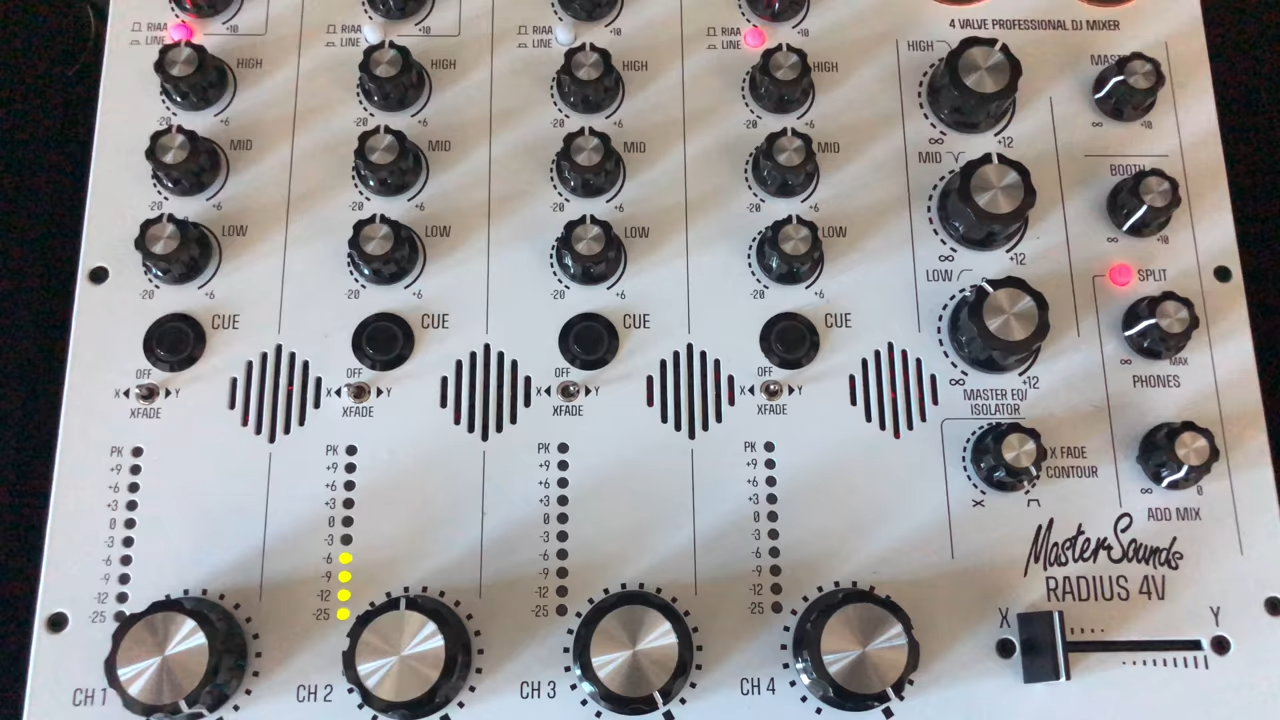 RIAA
LINE
+10
RIAA
LINE
+10
RIAA
LINE
+10
RIAA
LINE
+10
4 VALVE PROFESSIONAL DJ MIXER
HIGH
-20 +6
HIGH
-20 +6
HIGH
-20 +6
HIGH
-20 +6
HIGH
∞ +12
∞ +10
MID
-20 +6
MID
-20 +6
MID
-20 +6
MID
-20 +6
MID
∞ +12
BOOTH
∞ +10
LOW
-20 +6
LOW
-20 +6
LOW
-20 +6
LOW
-20 +6
LOW
∞ +12
SPLIT
∞ MAX
PHONES
CUE
CUE
CUE
CUE
OFF
X Y
XFADE
OFF
X Y
XFADE
OFF
X Y
XFADE
OFF
X Y
XFADE
MASTER EQ/
ISOLATOR
X FADE
CONTOUR
X
∞ 0
ADD MIX
PK
+9
+6
+3
0
-3
-6
-9
-12
-25
PK
+9
+6
+3
0
-3
-6
-9
-12
-25
PK
+9
+6
+3
0
-3
-6
-9
-12
-25
PK
+9
+6
+3
0
-3
-6
-9
-12
-25
MasterSounds
RADIUS 4V
X Y
CH 1
CH 2
CH 3
CH 4